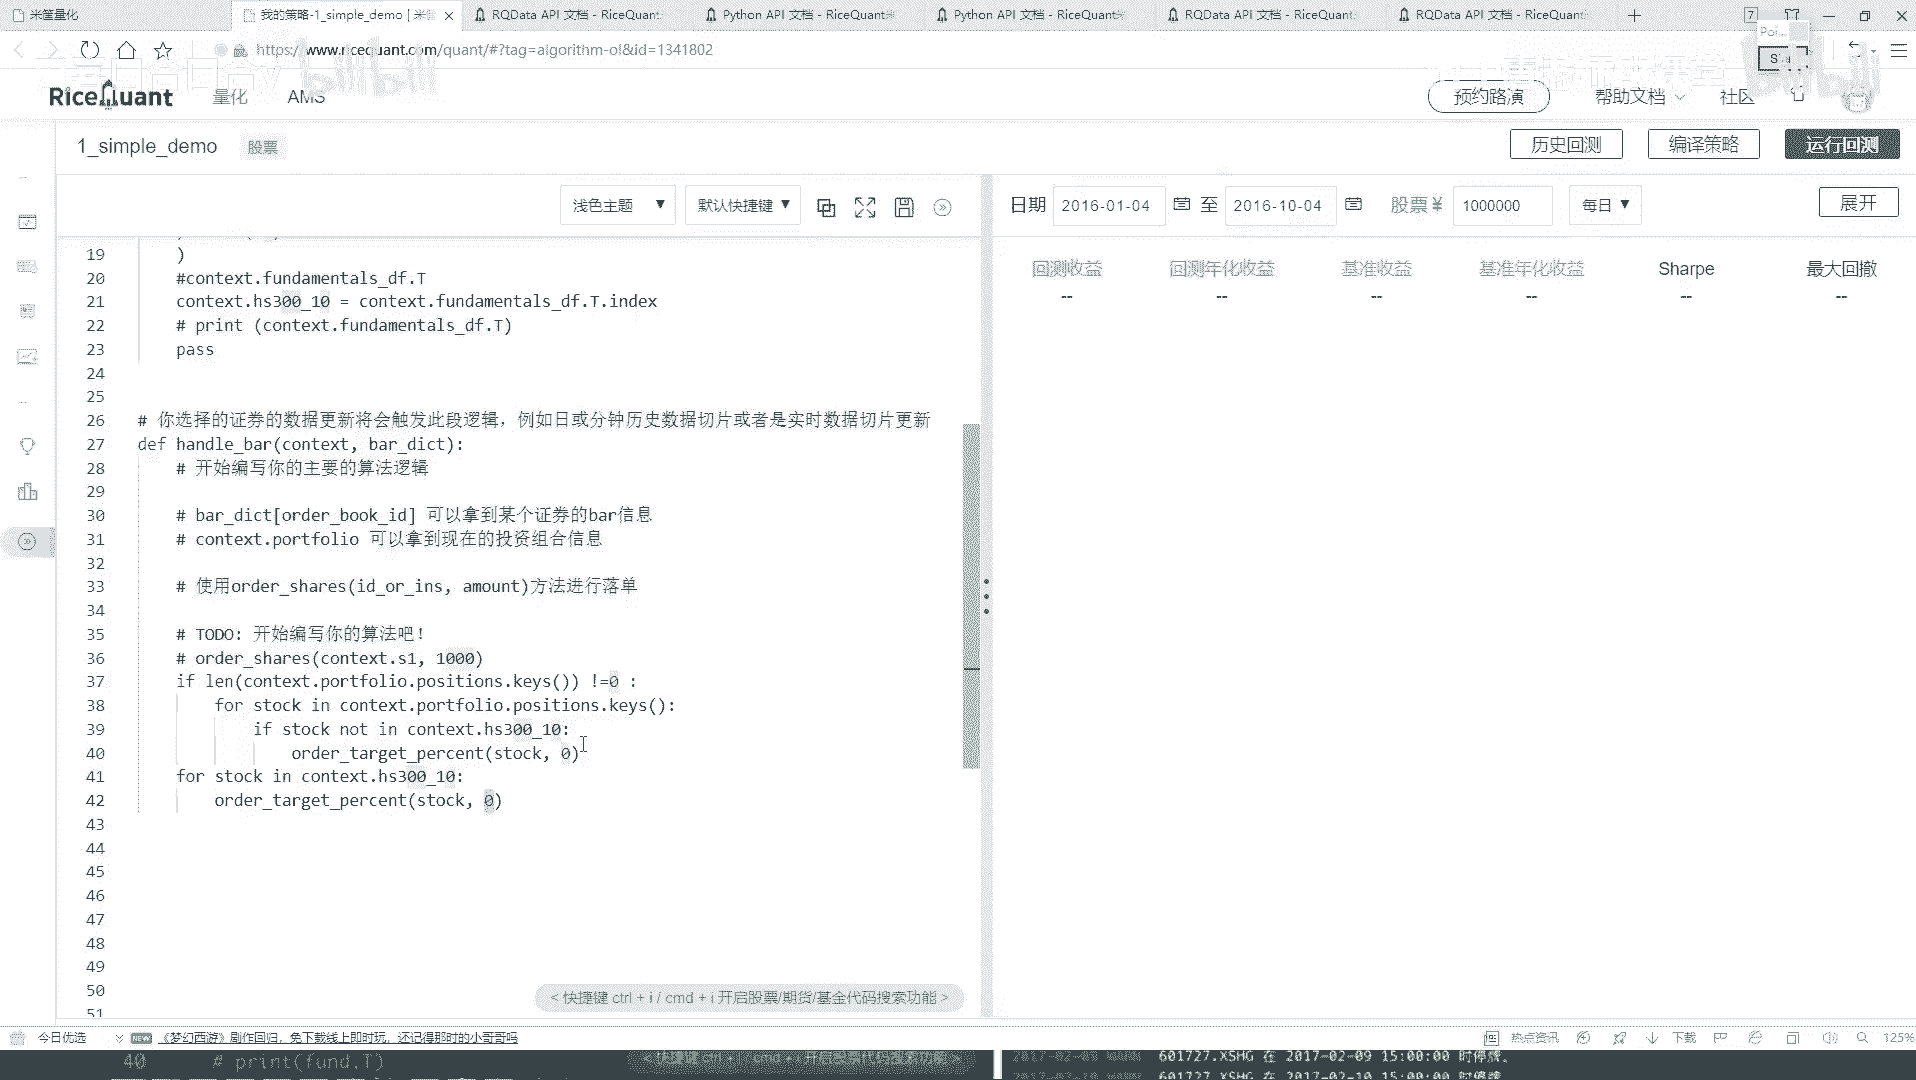 米筐量化
我的策略-1_simple_demo | 米筐
RQData API 文档 - RiceQuant
Python API 文档 - RiceQuant
Python API 文档 - RiceQuant
RQData API 文档 - RiceQuant
RQData API 文档 - RiceQuant
7
https://www.ricequant.com/quant/#?tag=algorithm-ol&id=1341802
RiceQuant
量化
AMS
预约路演
帮助文档
社区
1_simple_demo
股票
历史回测
编译策略
运行回测
浅色主题
默认快捷键
日期
2016-01-04
至
2016-10-04
股票¥
1000000
每日
展开
回测收益
回测年化收益
基准收益
基准年化收益
Sharpe
最大回撤
--
--
--
--
--
--
19 )
20 #context.fundamentals_df.T
21 context.hs300_10 = context.fundamentals_df.T.index
22 # print (context.fundamentals_df.T)
23 pass
24
25
26 # 你选择的证券的数据更新将会触发此段逻辑，例如日或分钟历史数据切片或者是实时数据切片更新
27 def handle_bar(context, bar_dict):
28 # 开始编写你的主要的算法逻辑
29
30 # bar_dict[order_book_id] 可以拿到某个证券的bar信息
31 # context.portfolio 可以拿到现在的投资组合信息
32
33 # 使用order_shares(id_or_ins, amount)方法进行落单
34
35 # TODO: 开始编写你的算法吧！
36 # order_shares(context.s1, 1000)
37 if len(context.portfolio.positions.keys()) !=0 :
38 for stock in context.portfolio.positions.keys():
39 if stock not in context.hs300_10:
40 order_target_percent(stock, 0)
41 for stock in context.hs300_10:
42 order_target_percent(stock, 0)
43
44
45
46
47
48
49
50
51
< 快捷键 ctrl + i / cmd + i 开启股票/期货/基金代码搜索功能 >
今日优选
NEW
《梦幻西游》剧作回归，免下载线上即时玩，还记得那时的小哥哥吗
热点资讯
下载
125%
40 # print(fund.T)
601727.XSHG 在 2017-02-09 15:00:00 时停牌。
601727.XSHG 在 2017-02-10 15:00:00 时停牌。